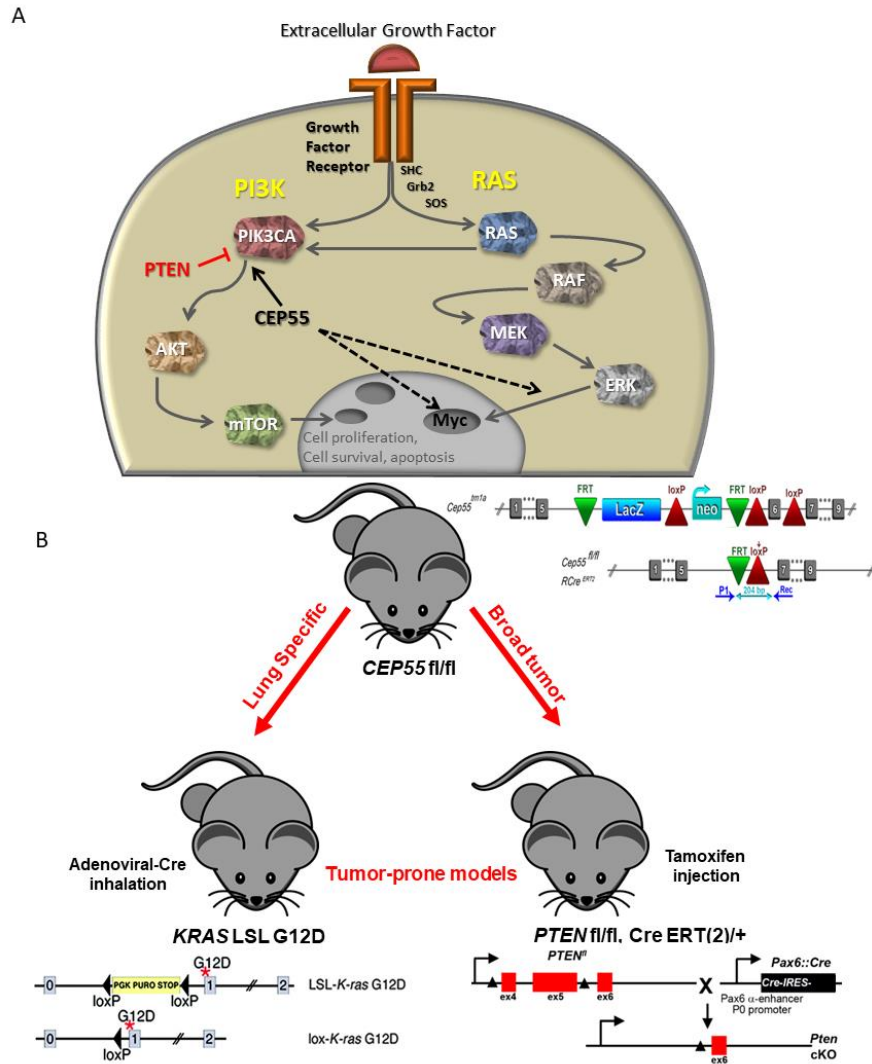 A
Extracellular Growth Factor
Growth
Factor
Receptor
SHC
Grb2
SOS
PI3K
RAS
PIK3CA
RAS
PTEN
RAF
CEP55
MEK
AKT
ERK
mTOR
Myc
Cell proliferation,
Cell survival, apoptosis
B
Cep55 tm1a
1
5
FRT
LacZ
loxP
neo
FRT
loxP
6
loxP
7
9
Cep55 fl/fl
RCre ERT2
1
5
FRT
loxP
7
9
P1
204 bp
Rec
CEP55 fl/fl
Lung Specific
Broad tumor
Adenoviral-Cre
inhalation
Tumor-prone models
Tamoxifen
injection
KRAS LSL G12D
PTEN fl/fl, Cre ERT(2)/+
G12D
0
PGK PURO STOP
1
2
LSL-K-ras G12D
loxP
loxP
G12D
0
1
2
lox-K-ras G12D
loxP
PTEN fl
ex4
ex5
ex6
X
Pax6::Cre
Cre-IRES-
Pax6 α-enhancer
P0 promoter
ex6
Pten
cKO